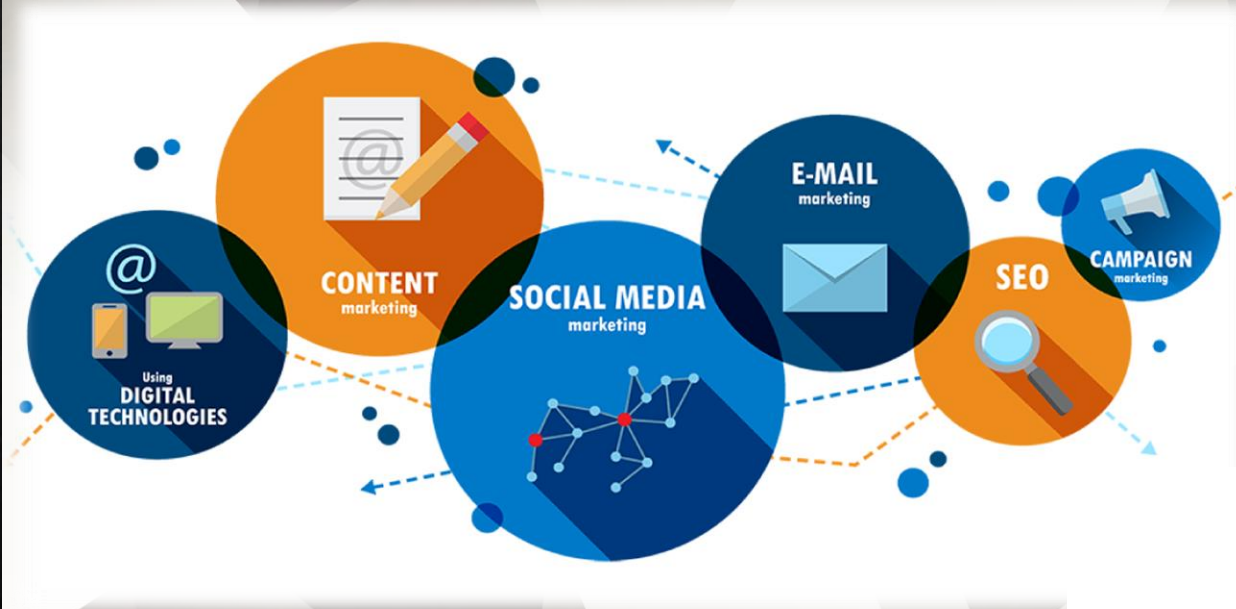 @
Using
DIGITAL
TECHNOLOGIES
@
CONTENT
marketing
SOCIAL MEDIA
marketing
E-MAIL
marketing
SEO
CAMPAIGN
marketing